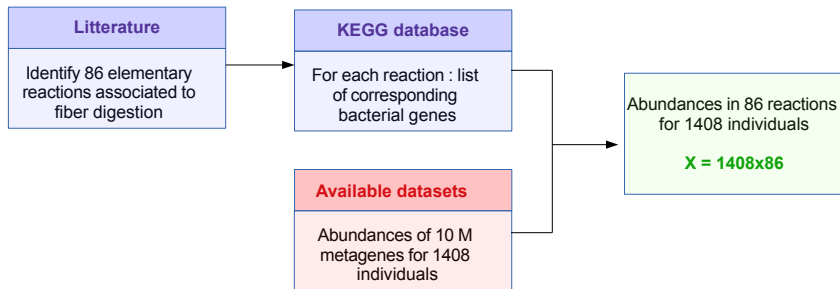 Litterature
Identify 86 elementary
reactions associated to
fiber digestion
KEGG database
For each reaction : list
of corresponding
bacterial genes
Available datasets
Abundances of 10 M
metagenes for 1408
individuals
Abundances in 86 reactions
for 1408 individuals
X = 1408x86